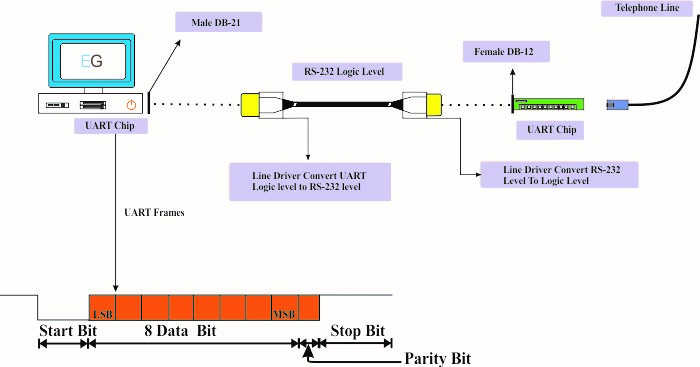 Telephone Line
Male DB-21
Female DB-12
EG
RS-232 Logic Level
UART Chip
UART Chip
Line Driver Convert UART
Logic level to RS-232 level
Line Driver Convert RS-232
Level To Logic Level
UART Frames
LSB
MSB
Start Bit
8 Data Bit
Stop Bit
Parity Bit